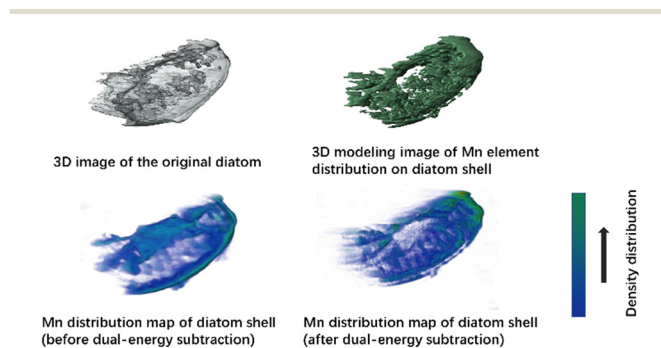 3D image of the original diatom
3D modeling image of Mn element
distribution on diatom shell
Mn distribution map of diatom shell
(before dual-energy subtraction)
Mn distribution map of diatom shell
(after dual-energy subtraction)
Density distribution